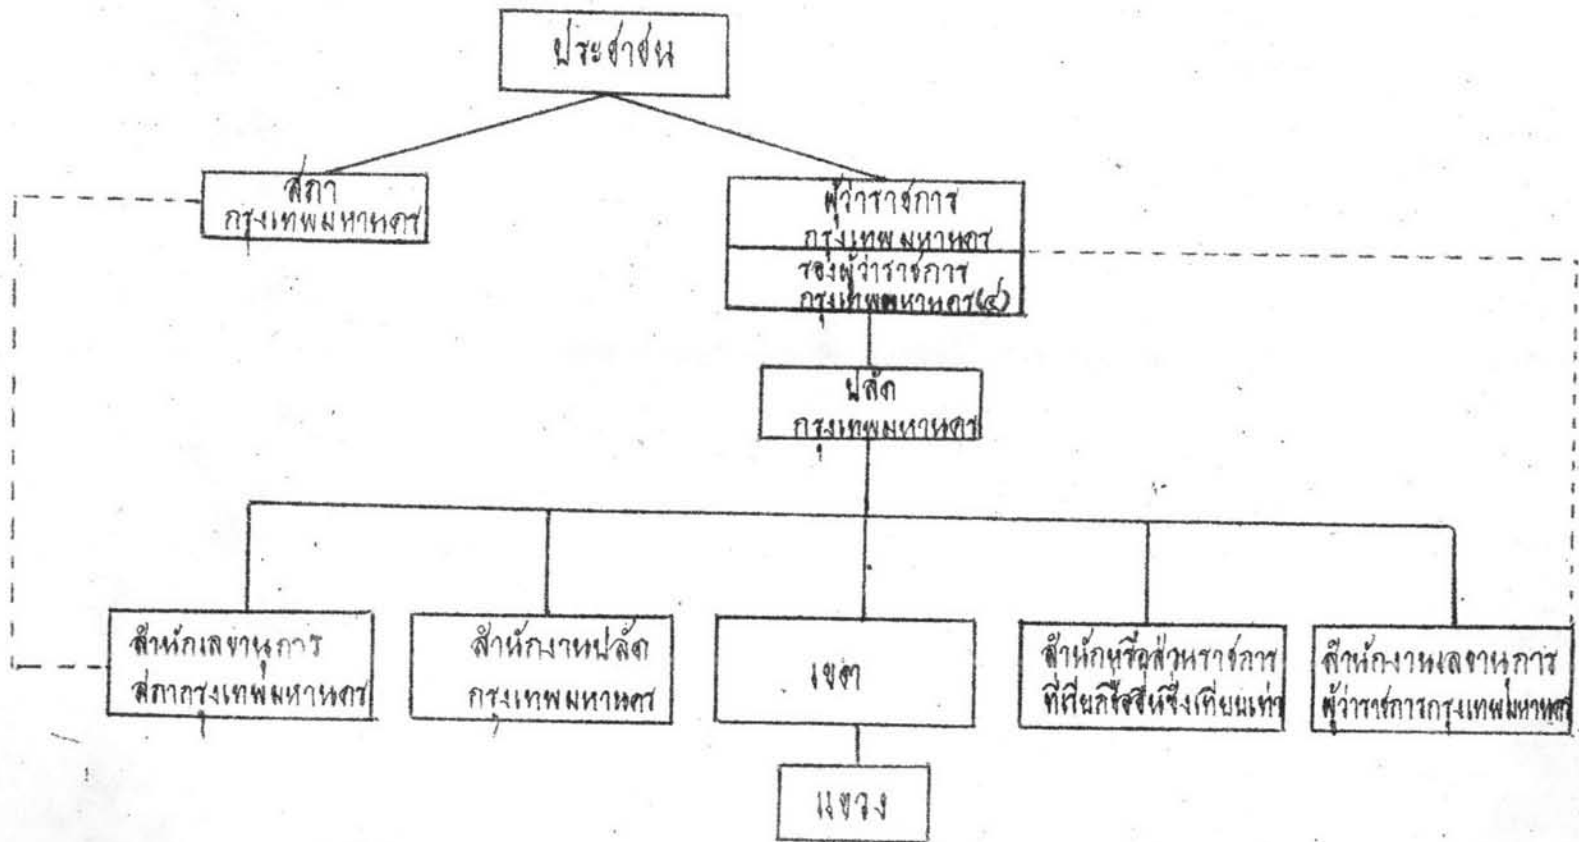 ประชาชน
สภา
กรุงเทพมหานคร
ผู้ว่าราชการ
กรุงเทพมหานคร
รองผู้ว่าราชการ
กรุงเทพมหานคร(๔)
ปลัด
กรุงเทพมหานคร
สำนักเลขานุการ
สภากรุงเทพมหานคร
สำนักงานปลัด
กรุงเทพมหานคร
เขต
สำนักหรือส่วนราชการ
ที่เรียกชื่ออื่นซึ่งเทียบเท่า
สำนักงานเลขานุการ
ผู้ว่าราชการกรุงเทพมหานคร
แขวง